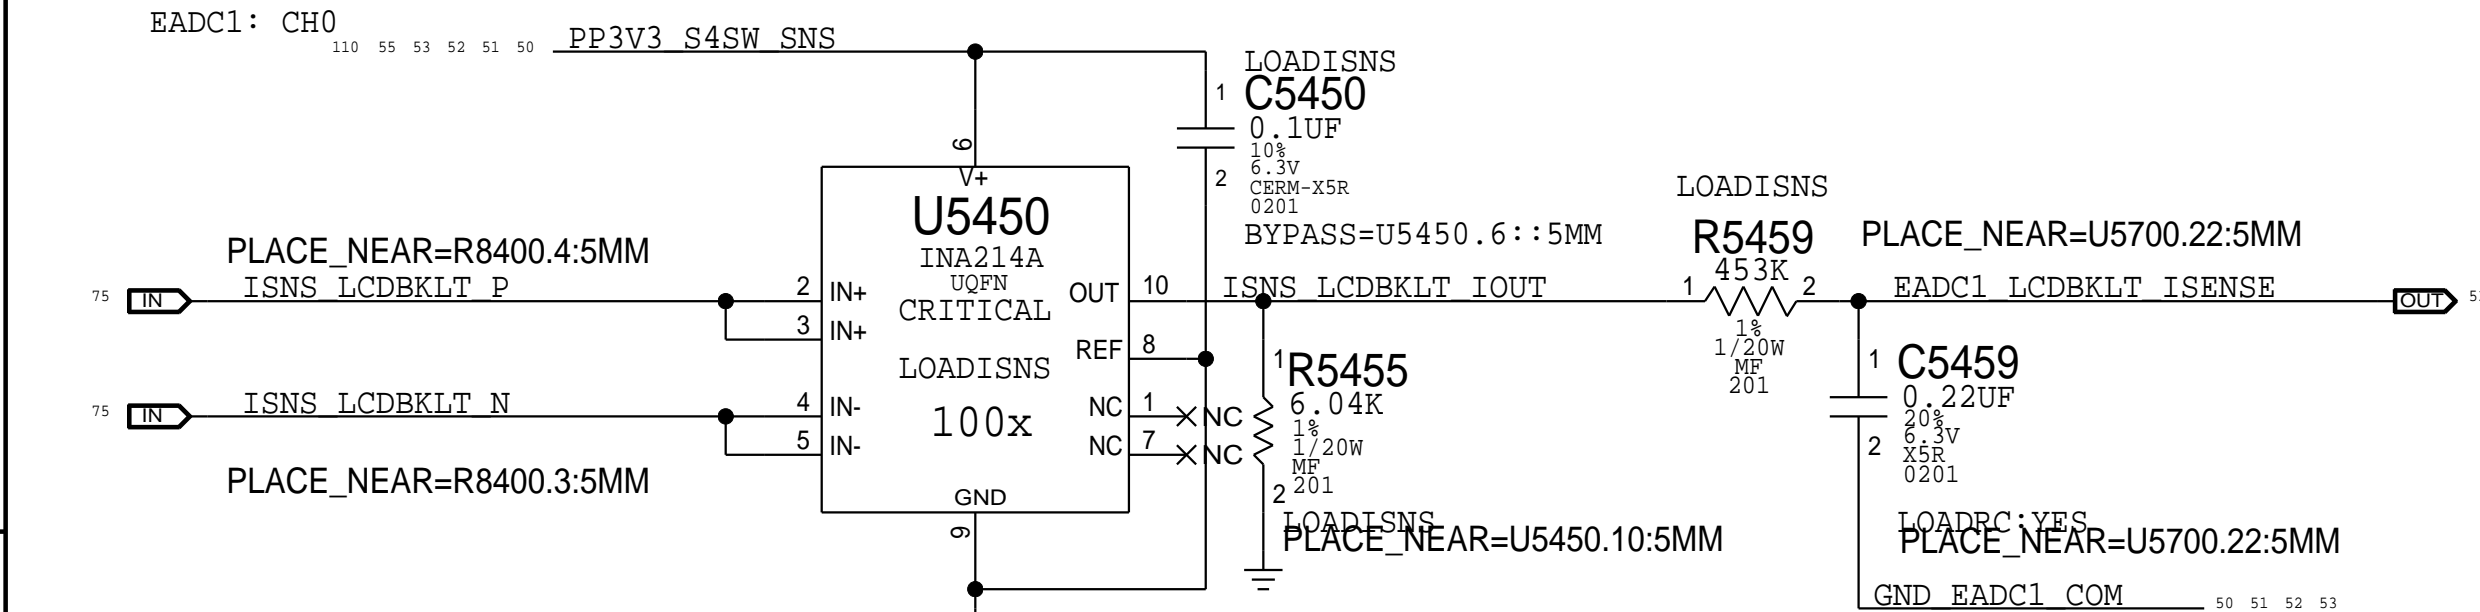 EADC1: CH0
110 55 53 52 51 50 PP3V3_S4SW_SNS
LOADISNS
1 C5450
0.1UF
10%
6.3V
2 CERM-X5R
0201
BYPASS=U5450.6::5MM
6
V+
U5450
INA214A
UQFN
CRITICAL
LOADISNS
100x
PLACE_NEAR=R8400.4:5MM
75 IN ISNS_LCDBKLT_P
2 IN+
3 IN+
75 IN ISNS_LCDBKLT_N
4 IN-
5 IN-
PLACE_NEAR=R8400.3:5MM
OUT 10 ISNS_LCDBKLT_IOUT
REF 8
NC 1 NC
NC 7 NC
GND
9
1 R5455
6.04K
1%
1/20W
MF
2 201
LOADISNS
PLACE_NEAR=U5450.10:5MM
LOADISNS
R5459
453K
1 2
1%
1/20W
MF
201
PLACE_NEAR=U5700.22:5MM
EADC1_LCDBKLT_ISENSE OUT
1 C5459
0.22UF
20%
6.3V
2 X5R
0201
LOADRC:YES
PLACE_NEAR=U5700.22:5MM
GND_EADC1_COM 50 51 52 53